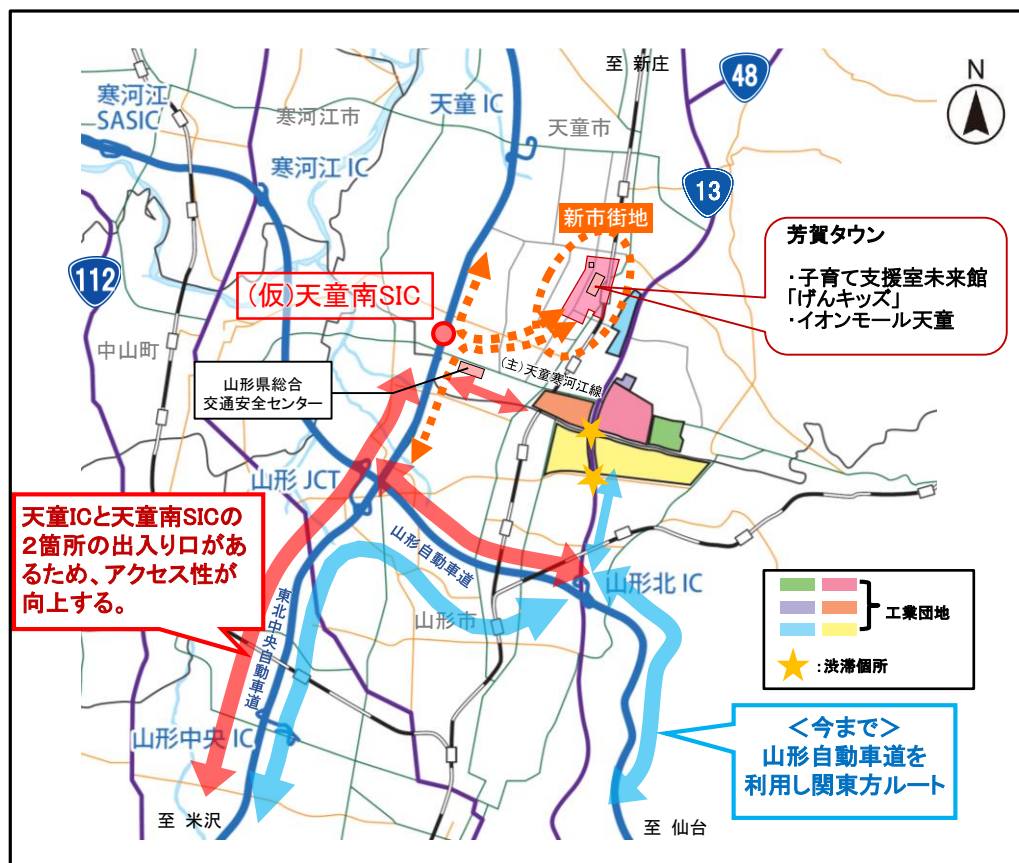 至 新庄
48
N
寒河江
SASIC
寒河江市
天童 IC
天童市
寒河江 IC
13
新市街地
芳賀タウン
・子育て支援室未来館
「げんキッズ」
・イオンモール天童
112
(仮)天童南SIC
中山町
(主)天童寒河江線
山形県総合
交通安全センター
山形 JCT
天童ICと天童南SICの
2箇所の出入り口があ
るため、アクセス性が
向上する。
山形自動車道
山形北 IC
東北中央自動車道
山形市
工業団地
:渋滞個所
山形中央 IC
<今まで>
山形自動車道を
利用し関東方ルート
至 米沢
至 仙台